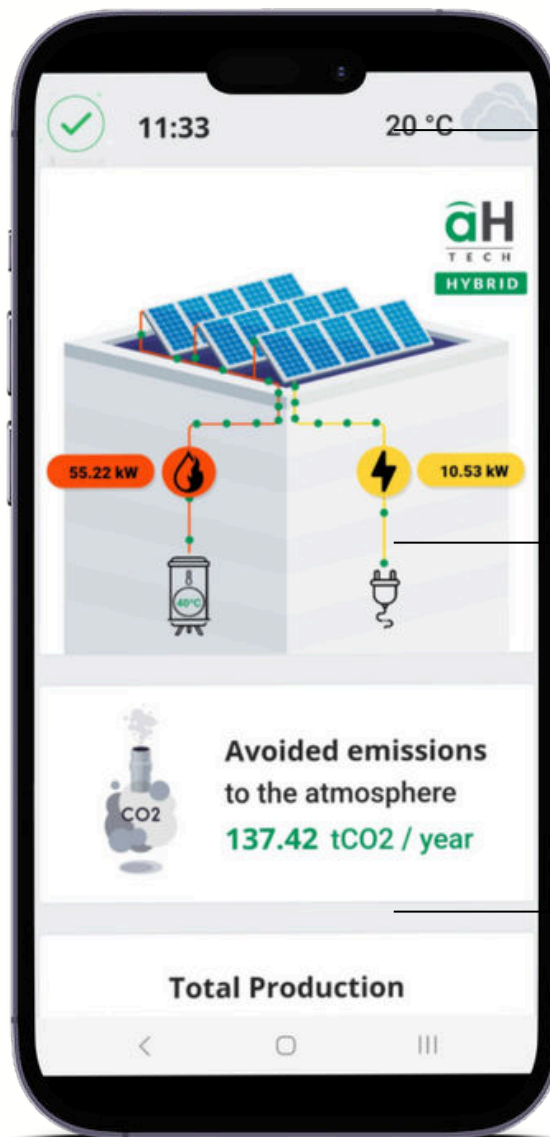 11:33
20 °C
aH
TECH
HYBRID
55.22 kW
10.53 kW
40°C
CO2
Avoided emissions
to the atmosphere
137.42 tCO2 / year
Total Production